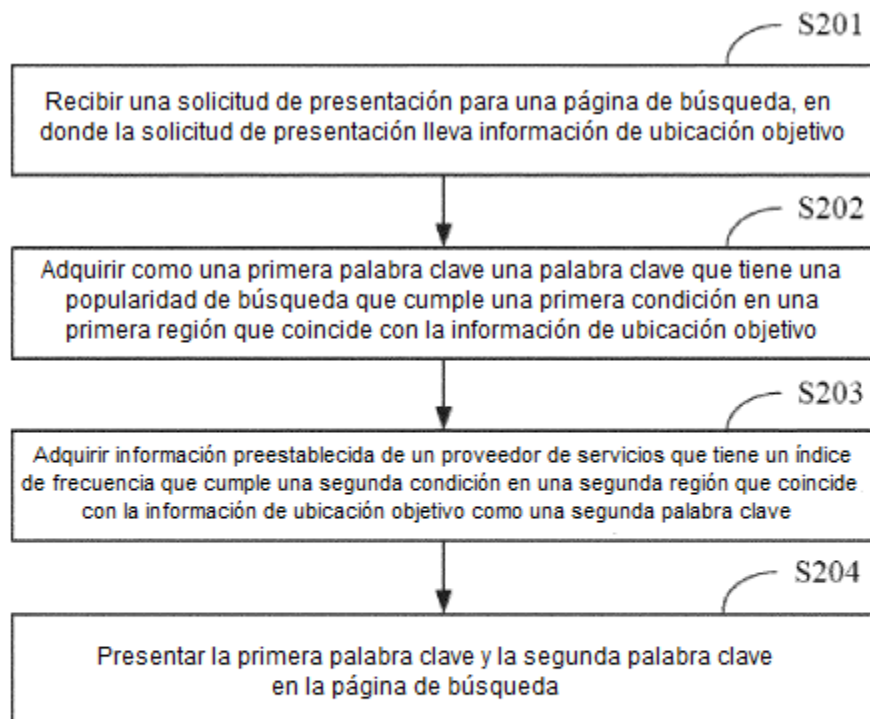 S201
Recibir una solicitud de presentación para una página de búsqueda, en
donde la solicitud de presentación lleva información de ubicación objetivo
S202
Adquirir como una primera palabra clave una palabra clave que tiene una
popularidad de búsqueda que cumple una primera condición en una
primera región que coincide con la información de ubicación objetivo
S203
Adquirir información preestablecida de un proveedor de servicios que tiene un índice
de frecuencia que cumple una segunda condición en una segunda región que coincide
con la información de ubicación objetivo como una segunda palabra clave
S204
Presentar la primera palabra clave y la segunda palabra clave
en la página de búsqueda